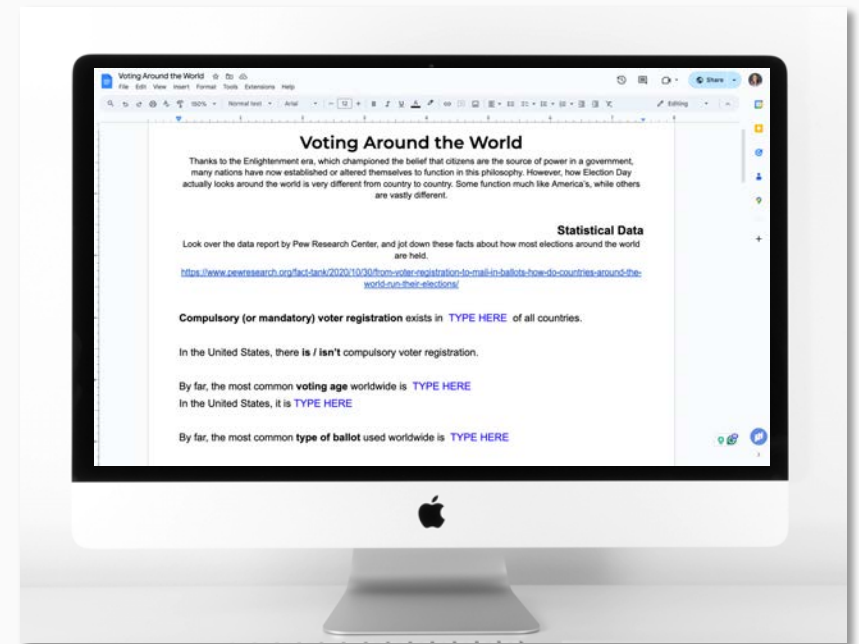 Voting Around the World
File Edit View Insert Format Tools Extensions Help
Share
150% Normal text Arial 12 Editing
Voting Around the World
Thanks to the Enlightenment era, which championed the belief that citizens are the source of power in a government,
many nations have now established or altered themselves to function in this philosophy. However, how Election Day
actually looks around the world is very different from country to country. Some function much like America's, while others
are vastly different.
Statistical Data
Look over the data report by Pew Research Center, and jot down these facts about how most elections around the world
are held.
https://www.pewresearch.org/fact-tank/2020/10/30/from-voter-registration-to-mail-in-ballots-how-do-countries-around-the-
world-run-their-elections/
Compulsory (or mandatory) voter registration exists in TYPE HERE of all countries.
In the United States, there is / isn't compulsory voter registration.
By far, the most common voting age worldwide is TYPE HERE
In the United States, it is TYPE HERE
By far, the most common type of ballot used worldwide is TYPE HERE